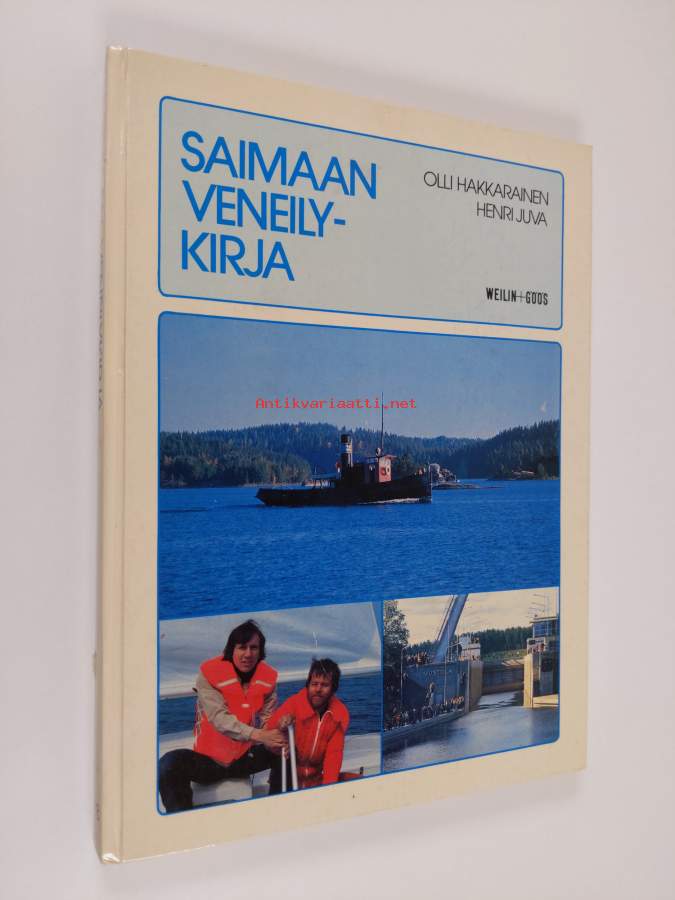 SAIMAAN
VENEILY-
KIRJA
OLLI HAKKARAINEN
HENRI JUVA
WEILIN+GÖÖS
Antikvariaatti.net